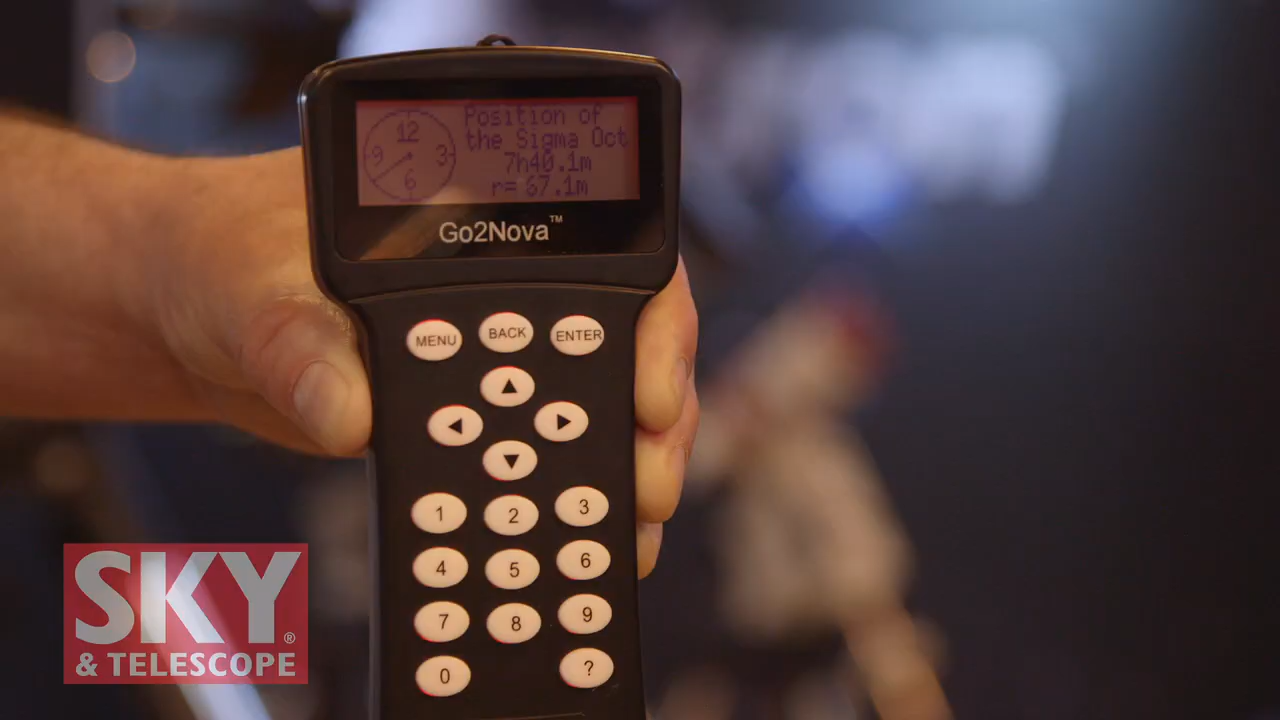 12
9
3
6
Position of
the Sigma Oct
7h40.1m
r= 67.1m
Go2Nova™
MENU
BACK
ENTER
1
2
3
4
5
6
7
8
9
0
?
SKY®
& TELESCOPE